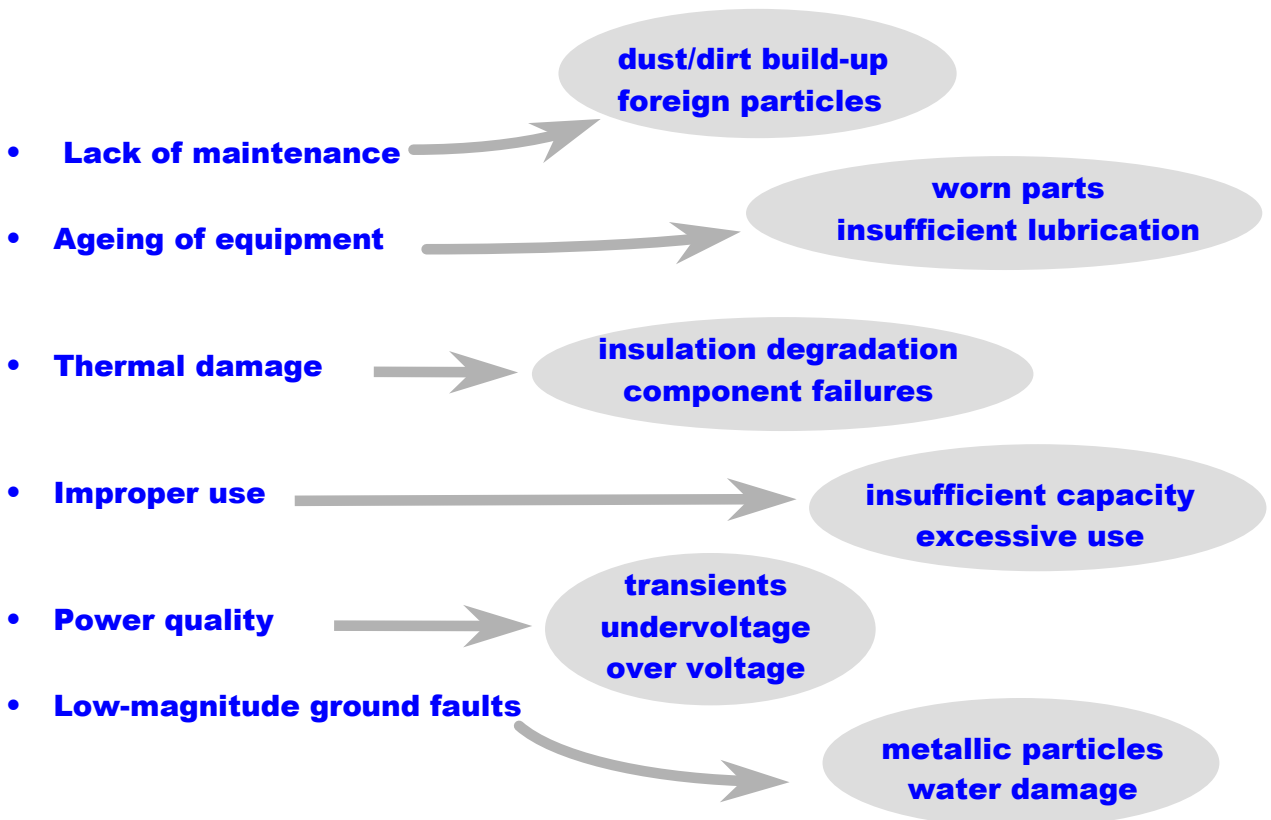 dust/dirt build-up
foreign particles
• Lack of maintenance
worn parts
insufficient lubrication
• Ageing of equipment
insulation degradation
component failures
• Thermal damage
insufficient capacity
excessive use
• Improper use
transients
undervoltage
over voltage
• Power quality
• Low-magnitude ground faults
metallic particles
water damage